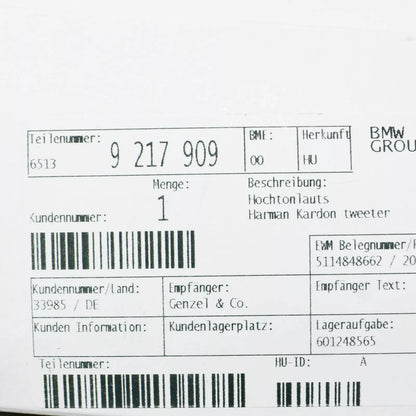 Teilenummer:
6513 9 217 909
BME:
00
Herkunft
HU
BMW
GROU
Menge:
1
Beschreibung:
Hochtonlauts
Harman Kardon tweeter
Kundennummer:
EWM Belegnummer/
5114848662 / 20
Kundennummer/Land:
33985 / DE
Empfänger:
Genzel & Co.
Empfänger Text:
Kunden Information:
Kundenlagerplatz:
Lageraufgabe:
601248565
Teilenummer:
HU-ID: A